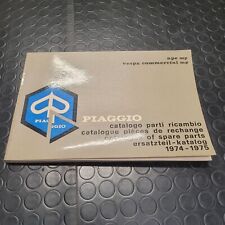 ape mp
vespa commercial mp
PIAGGIO
PIAGGIO
catalogo parti ricambio
catalogue pièces de rechange
of spare parts
ersatzteil-katalog
1974-1975